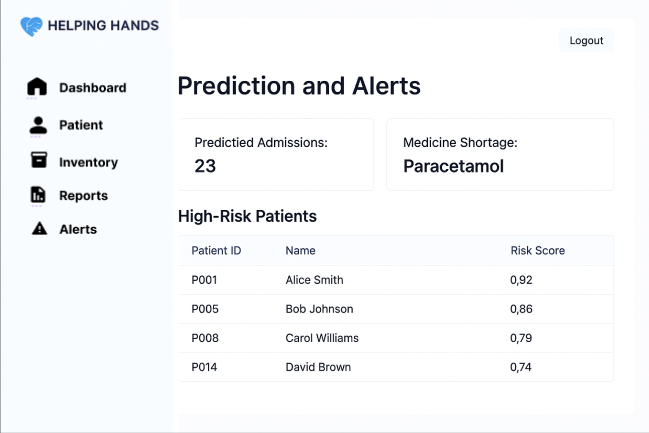 HELPING HANDS
Logout
Dashboard
Patient
Inventory
Reports
Alerts
Prediction and Alerts
Predictied Admissions:
23
Medicine Shortage:
Paracetamol
High-Risk Patients
Patient ID Name Risk Score
P001 Alice Smith 0,92
P005 Bob Johnson 0,86
P008 Carol Williams 0,79
P014 David Brown 0,74